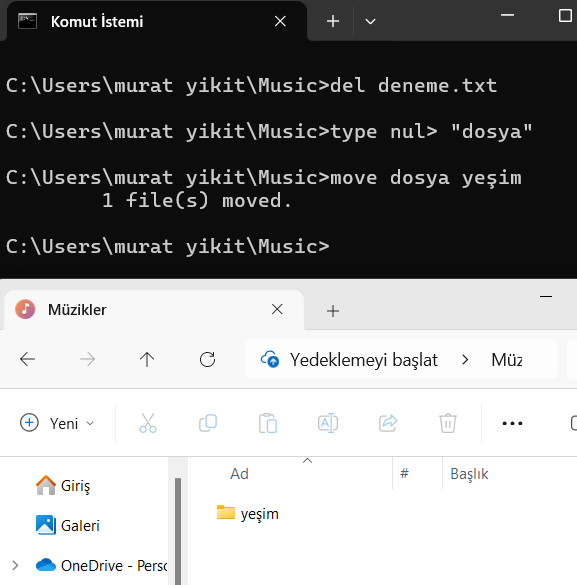 Komut İstemi
C:\Users\murat yikit\Music>del deneme.txt
C:\Users\murat yikit\Music>type nul> "dosya"
C:\Users\murat yikit\Music>move dosya yeşim
        1 file(s) moved.
C:\Users\murat yikit\Music>
Müzikler
Yedeklemeyi başlat > Müz
Yeni
Ad # Başlık
Giriş
yeşim
Galeri
OneDrive - Perso